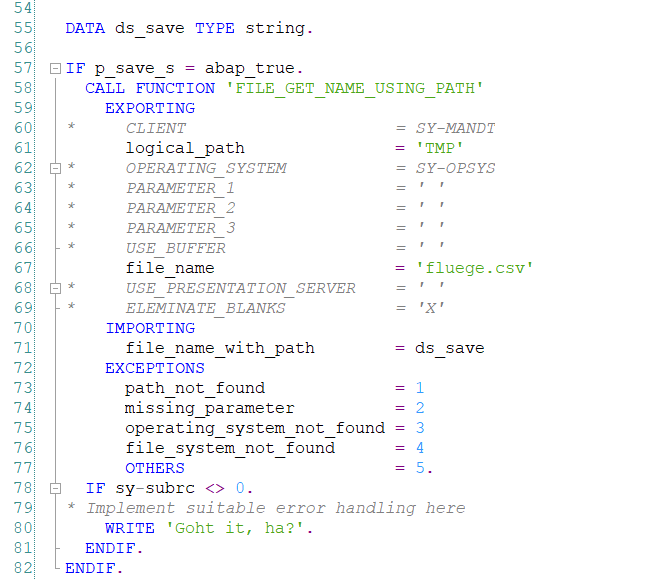 54
55 DATA ds_save TYPE string.
56
57 IF p_save_s = abap_true.
58 CALL FUNCTION 'FILE_GET_NAME_USING_PATH'
59 EXPORTING
60 * CLIENT = SY-MANDT
61 logical_path = 'TMP'
62 * OPERATING_SYSTEM = SY-OPSYS
63 * PARAMETER_1 = ' '
64 * PARAMETER_2 = ' '
65 * PARAMETER_3 = ' '
66 * USE_BUFFER = ' '
67 file_name = 'fluege.csv'
68 * USE_PRESENTATION_SERVER = ' '
69 * ELEMINATE_BLANKS = 'X'
70 IMPORTING
71 file_name_with_path = ds_save
72 EXCEPTIONS
73 path_not_found = 1
74 missing_parameter = 2
75 operating_system_not_found = 3
76 file_system_not_found = 4
77 OTHERS = 5.
78 IF sy-subrc <> 0.
79 * Implement suitable error handling here
80 WRITE 'Goht it, ha?'.
81 ENDIF.
82 ENDIF.